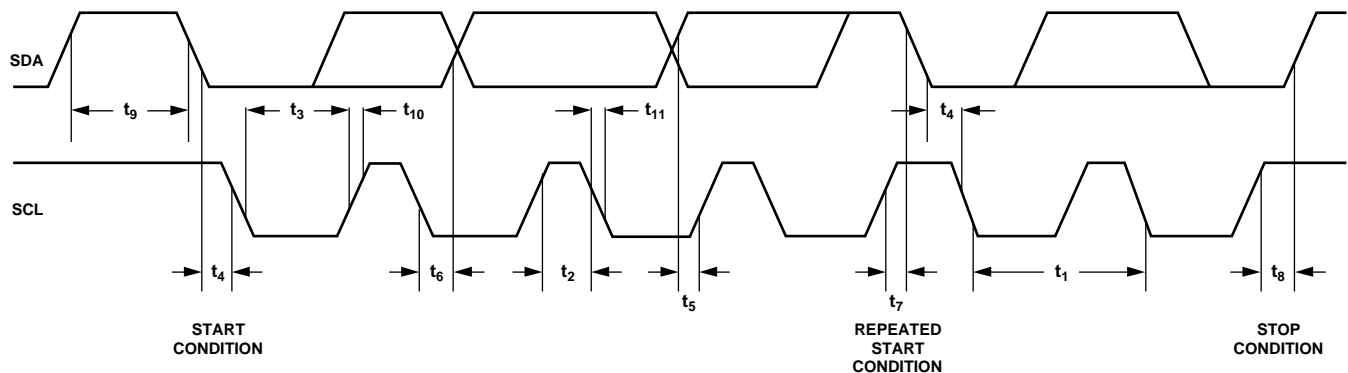 SDA
t9
t3
t10
t11
t4
SCL
t4
t6
t2
t5
t7
t1
t8
START
CONDITION
REPEATED
START
CONDITION
STOP
CONDITION